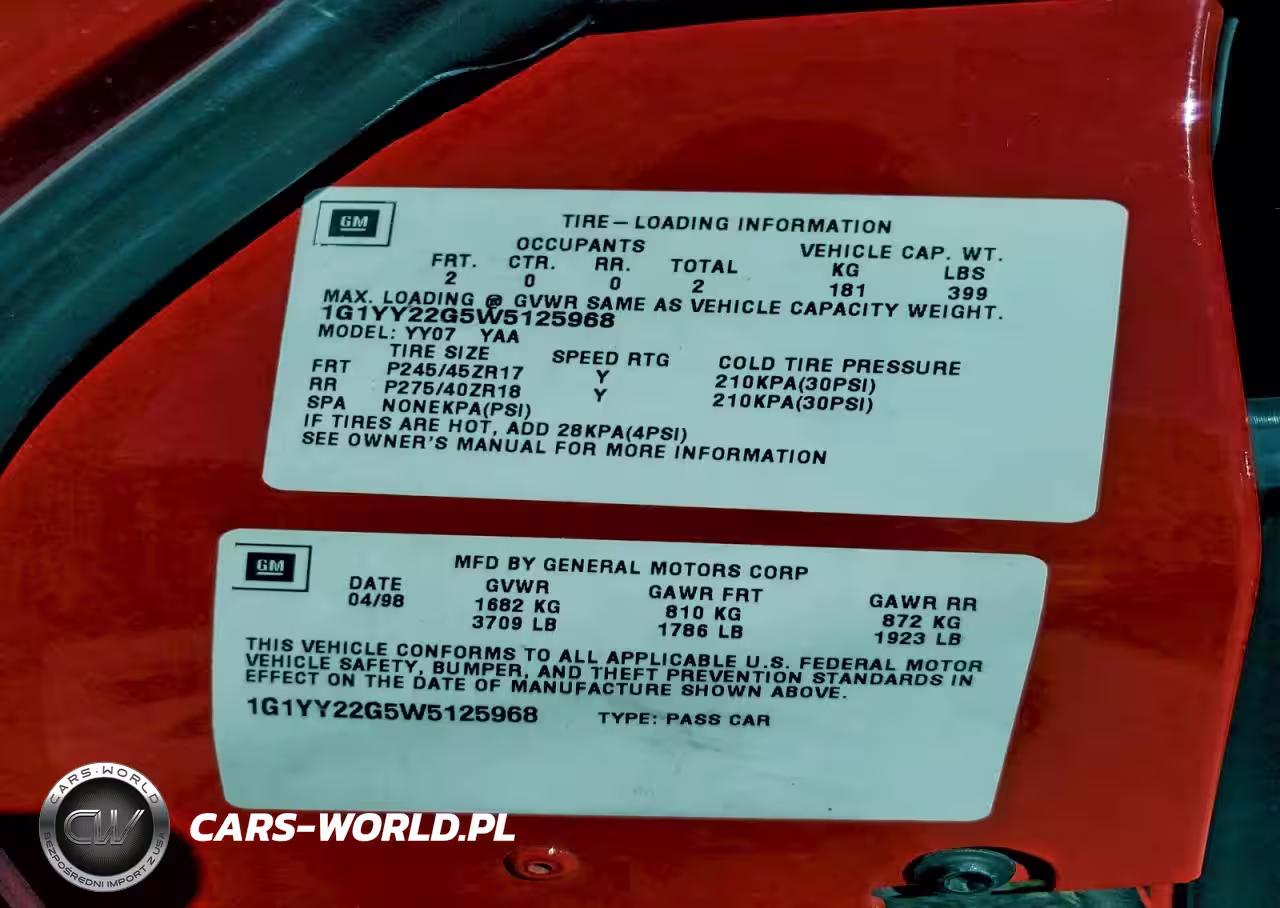 GM
TIRE—LOADING INFORMATION
OCCUPANTS VEHICLE CAP. WT.
FRT. CTR. RR. TOTAL KG LBS
2 0 0 2 181 399
MAX. LOADING @ GVWR SAME AS VEHICLE CAPACITY WEIGHT.
1G1YY22G5W5125968
MODEL: YY07 YAA
TIRE SIZE SPEED RTG COLD TIRE PRESSURE
FRT P245/45ZR17 Y 210KPA(30PSI)
RR P275/40ZR18 Y 210KPA(30PSI)
SPA NONEKPA(PSI)
IF TIRES ARE HOT, ADD 28KPA(4PSI)
SEE OWNER'S MANUAL FOR MORE INFORMATION
GM
MFD BY GENERAL MOTORS CORP
DATE GVWR GAWR FRT GAWR RR
04/98 1682 KG 810 KG 872 KG
3709 LB 1786 LB 1923 LB
THIS VEHICLE CONFORMS TO ALL APPLICABLE U.S. FEDERAL MOTOR
VEHICLE SAFETY, BUMPER, AND THEFT PREVENTION STANDARDS IN
EFFECT ON THE DATE OF MANUFACTURE SHOWN ABOVE.
1G1YY22G5W5125968 TYPE: PASS CAR
CARS-WORLD
CW
BEZPOŚREDNI IMPORT Z USA
CARS-WORLD.PL